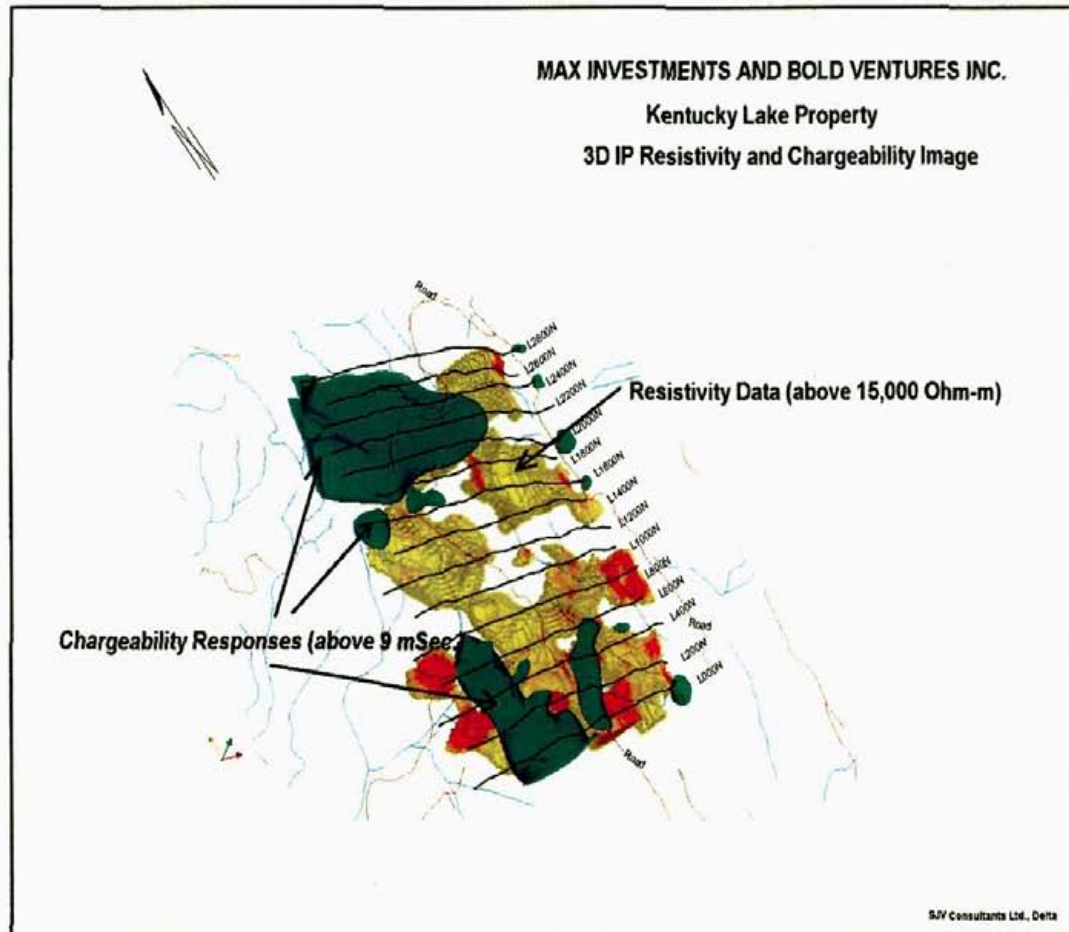 MAX INVESTMENTS AND BOLD VENTURES INC.
Kentucky Lake Property
3D IP Resistivity and Chargeability Image
Road
L2800N
L2600N
L2400N
L2200N
L2000N
L1800N
L1600N
L1400N
L1200N
L1000N
L800N
L600N
L400N
Road
L200N
L000N
Resistivity Data (above 15,000 Ohm-m)
Chargeability Responses (above 9 mSec.)
Road
SJV Consultants Ltd., Delta